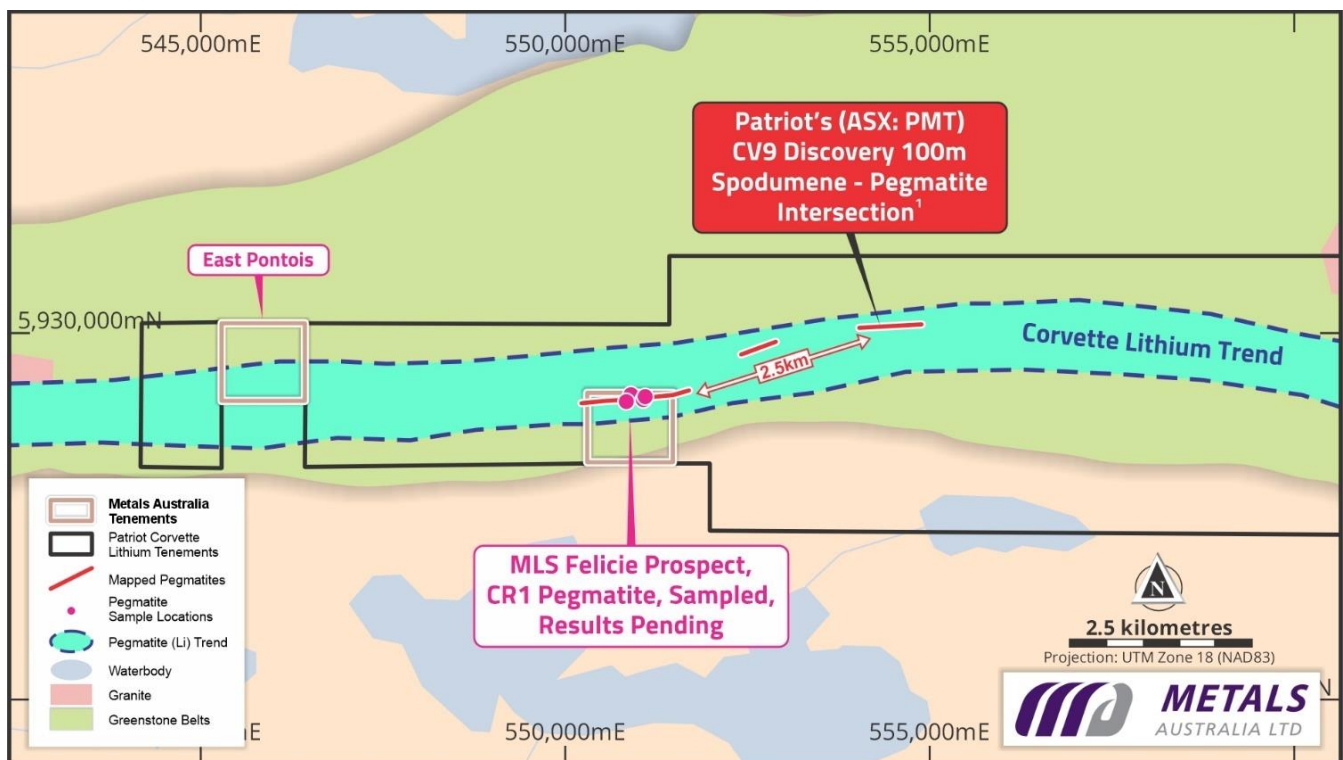 545,000mE
550,000mE
555,000mE
Patriot's (ASX: PMT)
CV9 Discovery 100m
Spodumene - Pegmatite
Intersection¹
East Pontois
5,930,000mN
2.5km
Corvette Lithium Trend
MLS Felicie Prospect,
CR1 Pegmatite, Sampled,
Results Pending
Metals Australia
Tenements
Patriot Corvette
Lithium Tenements
Mapped Pegmatites
Pegmatite
Sample Locations
Pegmatite (Li) Trend
Waterbody
Granite
Greenstone Belts
N
2.5 kilometres
Projection: UTM Zone 18 (NAD83)
METALS
AUSTRALIA LTD
550,000mE
555,000mE